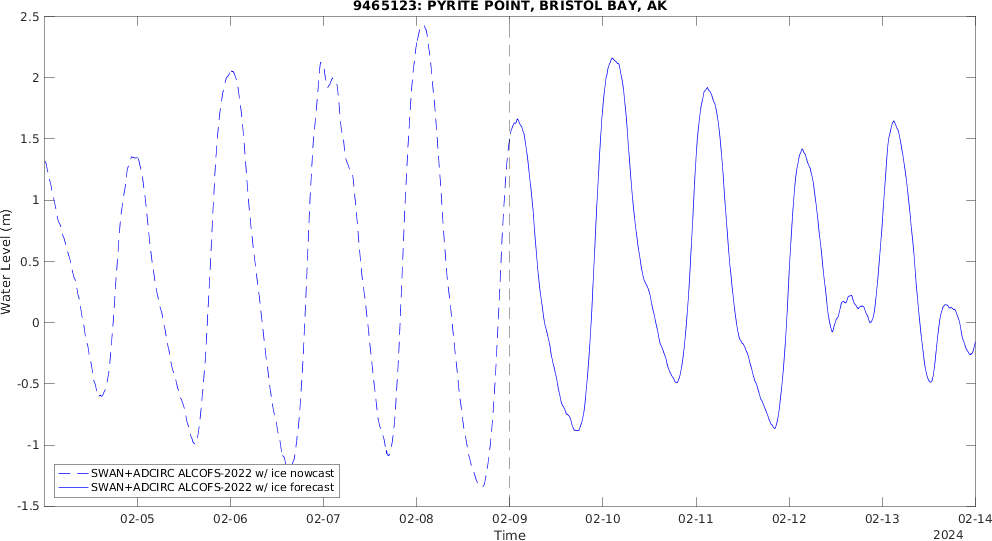 9465123: PYRITE POINT, BRISTOL BAY, AK
2.5
2
1.5
1
0.5
0
-0.5
-1
-1.5
Water Level (m)
SWAN+ADCIRC ALCOFS-2022 w/ ice nowcast
SWAN+ADCIRC ALCOFS-2022 w/ ice forecast
02-05 02-06 02-07 02-08 02-09 02-10 02-11 02-12 02-13 02-14
Time
2024